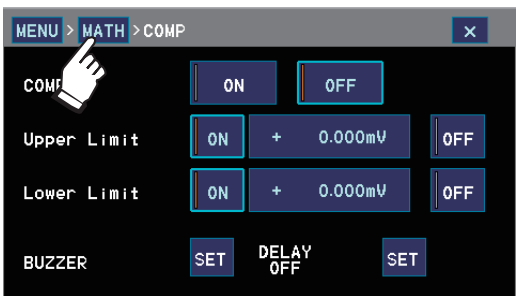 MENU > MATH > COMP ×
ON OFF
Upper Limit ON + 0.000mV OFF
Lower Limit ON + 0.000mV OFF
BUZZER SET DELAY OFF SET